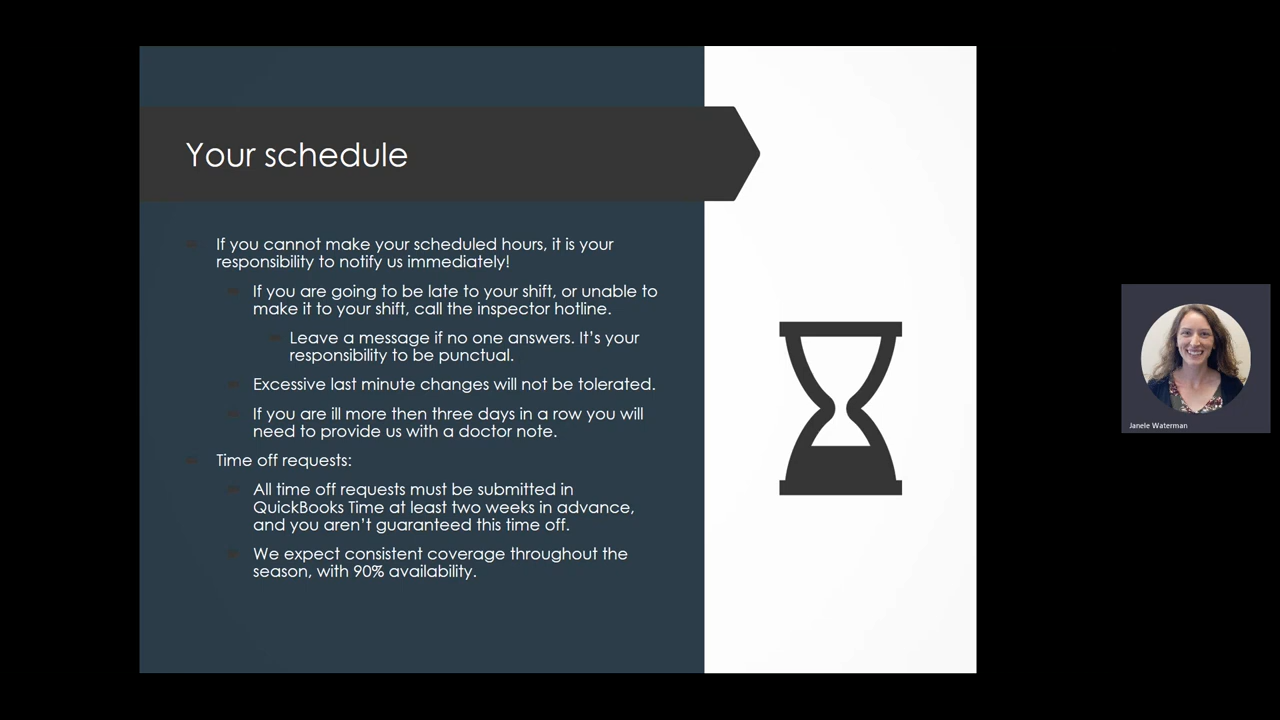 Your schedule
If you cannot make your scheduled hours, it is your
responsibility to notify us immediately!
If you are going to be late to your shift, or unable to
make it to your shift, call the inspector hotline.
Leave a message if no one answers. It’s your
responsibility to be punctual.
Excessive last minute changes will not be tolerated.
If you are ill more then three days in a row you will
need to provide us with a doctor note.
Time off requests:
All time off requests must be submitted in
QuickBooks Time at least two weeks in advance,
and you aren’t guaranteed this time off.
We expect consistent coverage throughout the
season, with 90% availability.
Janele Waterman